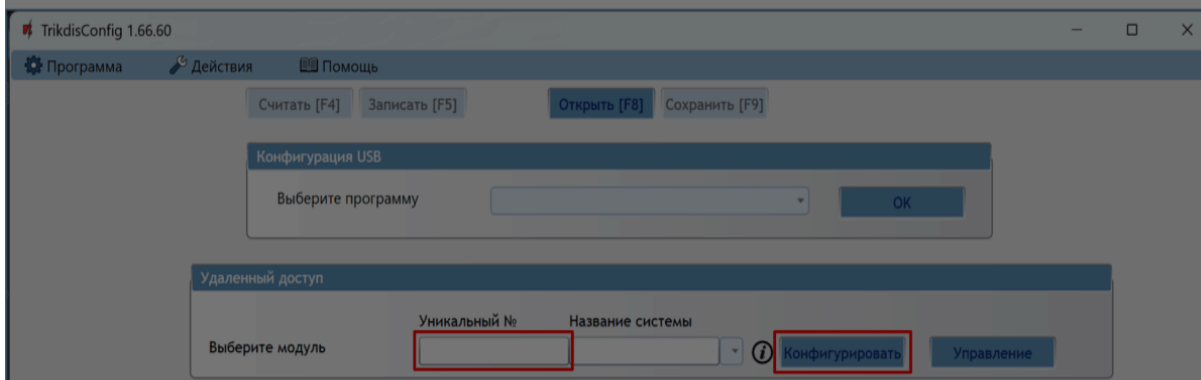 TrikdisConfig 1.66.60
Программа Действия Помощь
Считать [F4] Записать [F5] Открыть [F8] Сохранить [F9]
Конфигурация USB
Выберите программу OK
Удаленный доступ
Уникальный № Название системы
Выберите модуль i Конфигурировать Управление